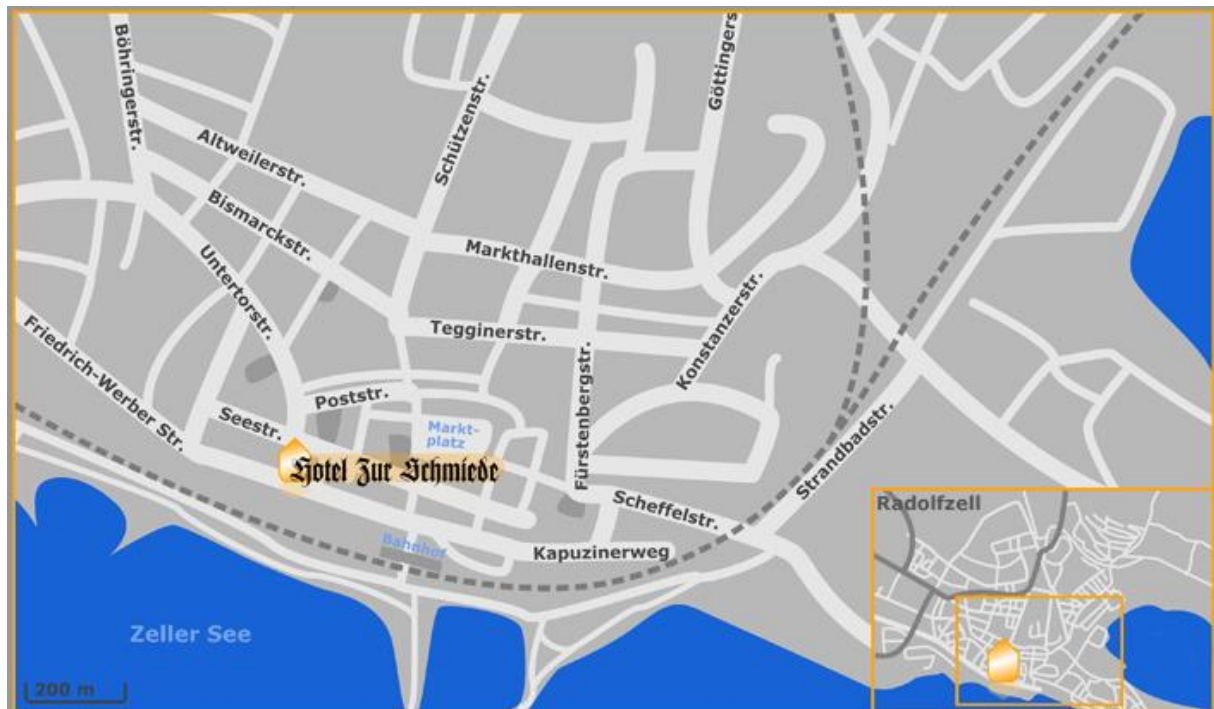 Böhringerstr.
Altweilerstr.
Schützenstr.
Göttingers
Bismarckstr.
Markthallenstr.
Untertorstr.
Konstanzerstr.
Tegginerstr.
Friedrich-Werber Str.
Poststr.
Fürstenbergstr.
Seestr.
Markt-
platz
Strandbadstr.
Hotel Zur Schmiede
Scheffelstr.
Radolfzell
Bahnhof
Kapuzinerweg
Zeller See
200 m